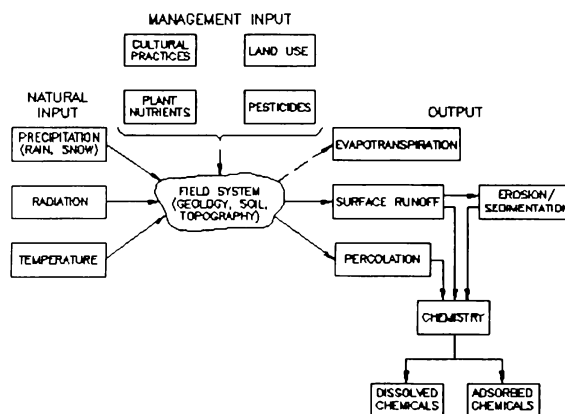 MANAGEMENT INPUT
CULTURAL
PRACTICES
LAND USE
PLANT
NUTRIENTS
PESTICIDES
NATURAL
INPUT
PRECIPITATION
(RAIN, SNOW)
RADIATION
TEMPERATURE
FIELD SYSTEM
(GEOLOGY, SOIL,
TOPOGRAPHY)
OUTPUT
EVAPOTRANSPIRATION
SURFACE RUNOFF
EROSION/
SEDIMENTATION
PERCOLATION
CHEMISTRY
DISSOLVED
CHEMICALS
ADSORBED
CHEMICALS